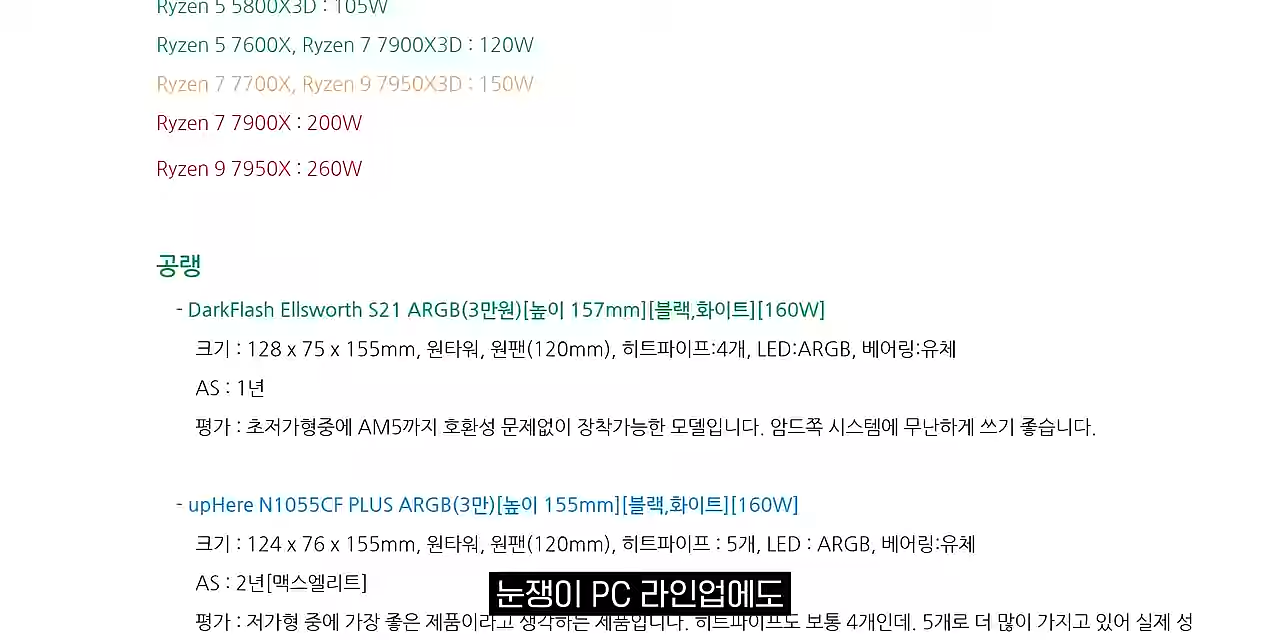 Ryzen 5 5800X3D : 105W
Ryzen 5 7600X, Ryzen 7 7900X3D : 120W
Ryzen 7 7700X, Ryzen 9 7950X3D : 150W
Ryzen 7 7900X : 200W
Ryzen 9 7950X : 260W
공랭
- DarkFlash Ellsworth S21 ARGB(3만원)[높이 157mm][블랙,화이트][160W]
크기 : 128 x 75 x 155mm, 원타워, 원팬(120mm), 히트파이프:4개, LED:ARGB, 베어링:유체
AS : 1년
평가 : 초저가형중에 AM5까지 호환성 문제없이 장착가능한 모델입니다. 암드쪽 시스템에 무난하게 쓰기 좋습니다.
- upHere N1055CF PLUS ARGB(3만)[높이 155mm][블랙,화이트][160W]
크기 : 124 x 76 x 155mm, 원타워, 원팬(120mm), 히트파이프 : 5개, LED : ARGB, 베어링:유체
AS : 2년[맥스엘리트]
눈쟁이 PC 라인업에도
평가 : 저가형 중에 가장 좋은 제품이라고 생각하는 제품입니다. 히트파이프도 보통 4개인데. 5개로 더 많이 가지고 있어 실제 성